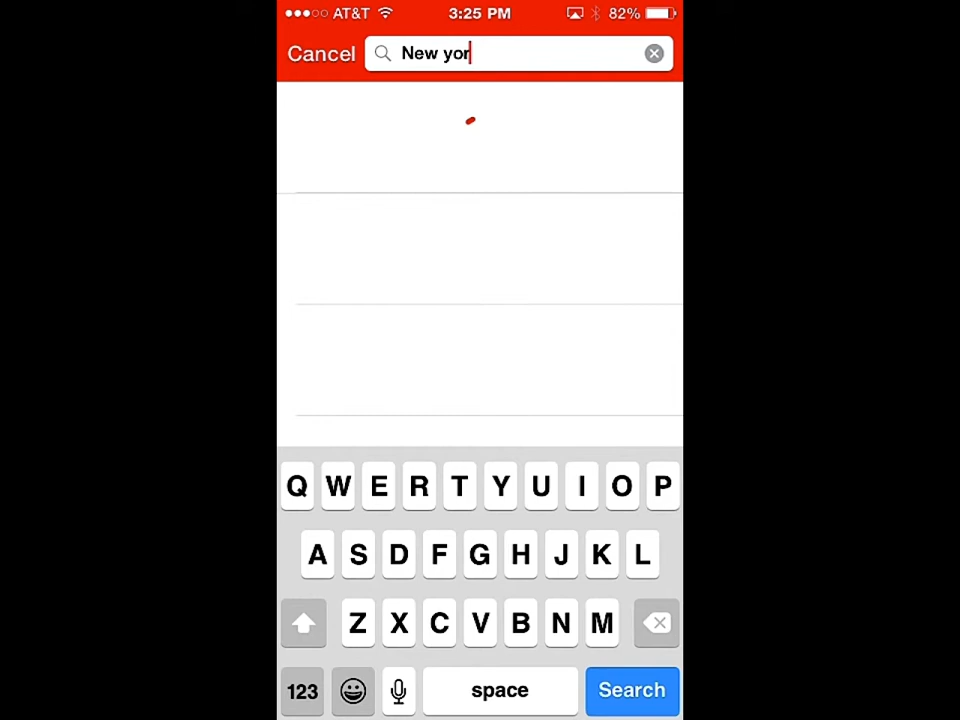 AT&T 3:25 PM 82%
Cancel New yor
Q W E R T Y U I O P
A S D F G H J K L
Z X C V B N M
123 space Search